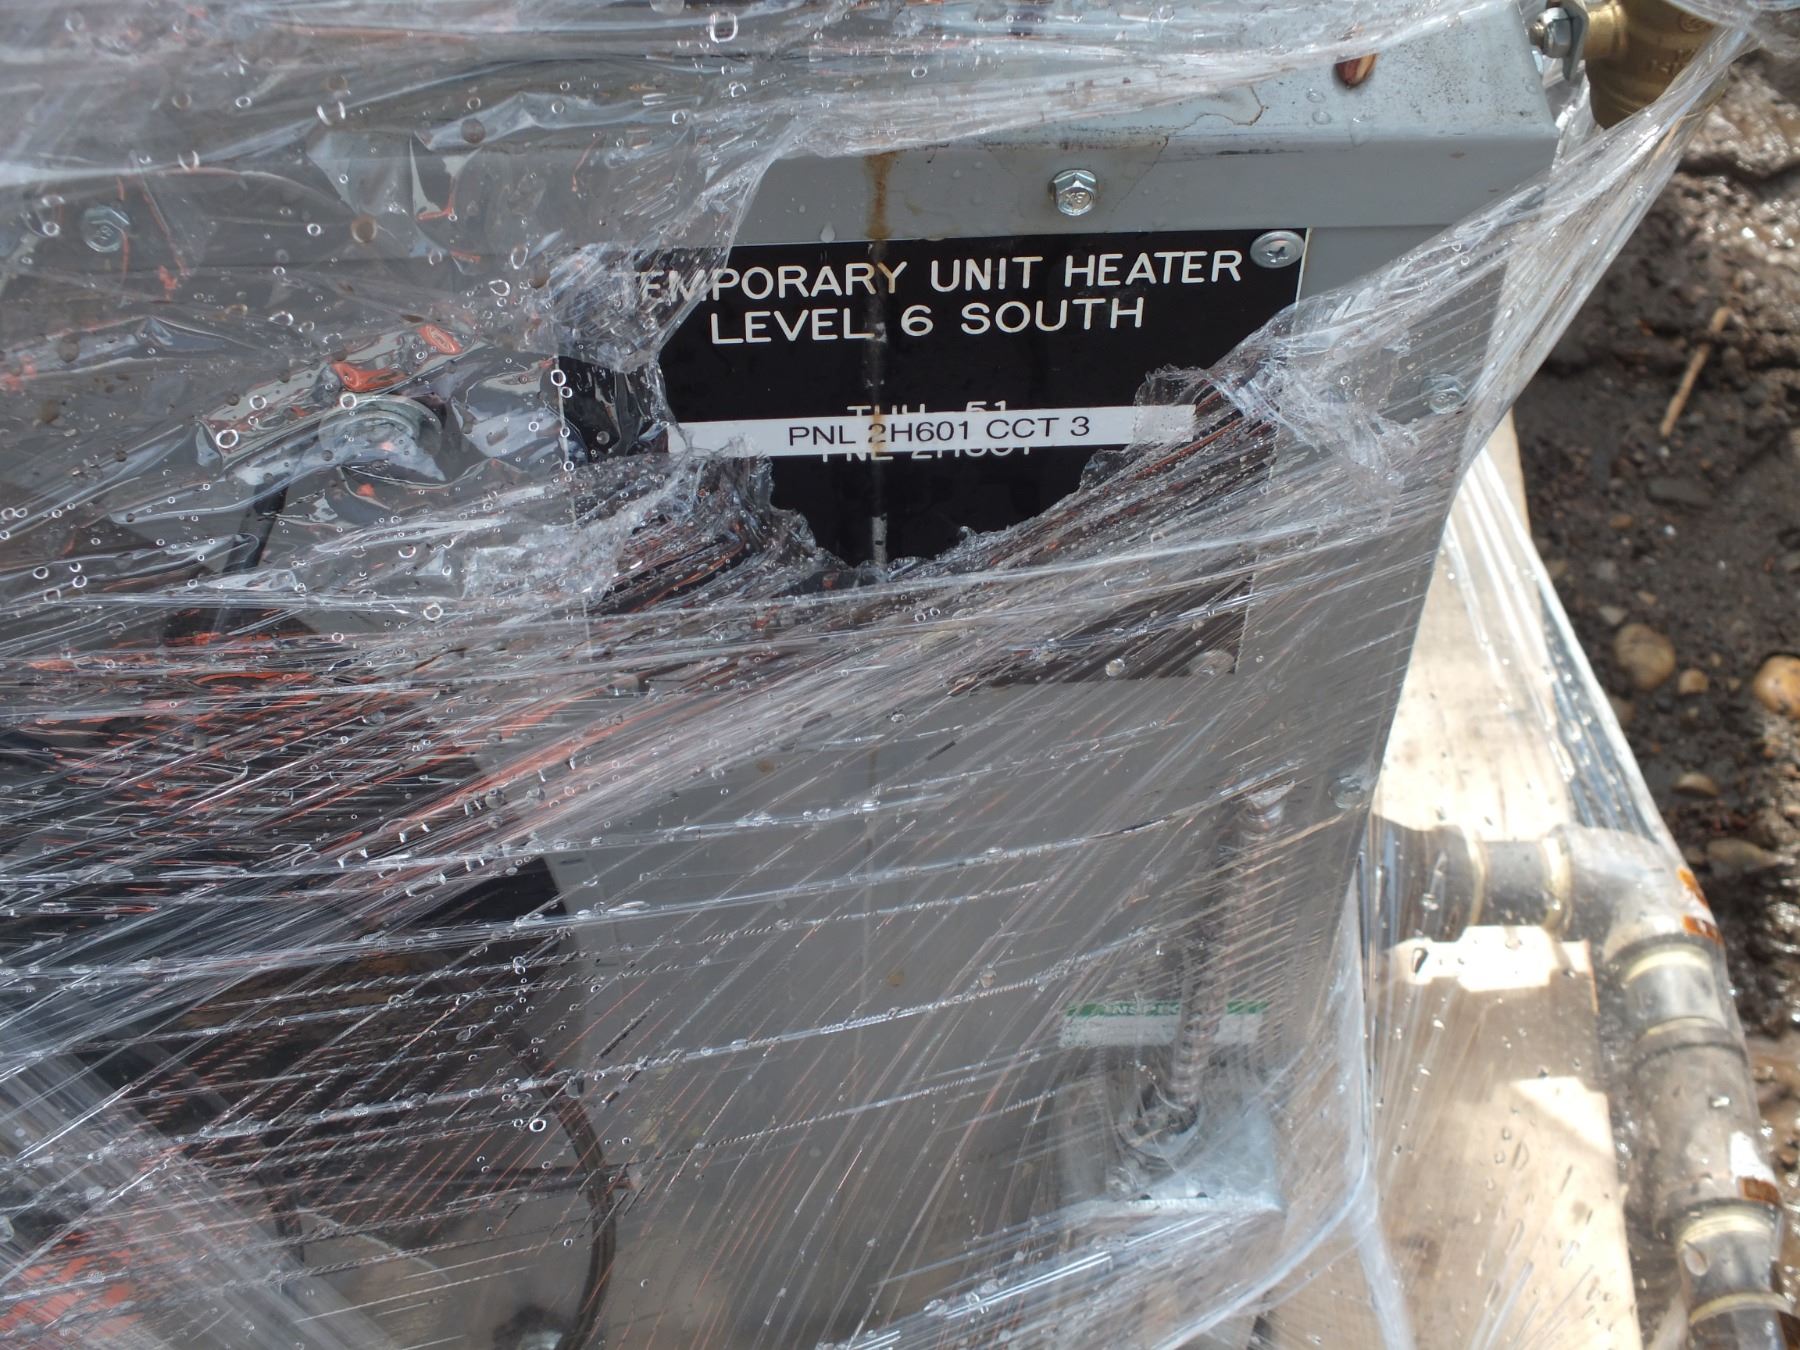 TEMPORARY UNIT HEATER
LEVEL 6 SOUTH
PNL 2H601 CCT 3